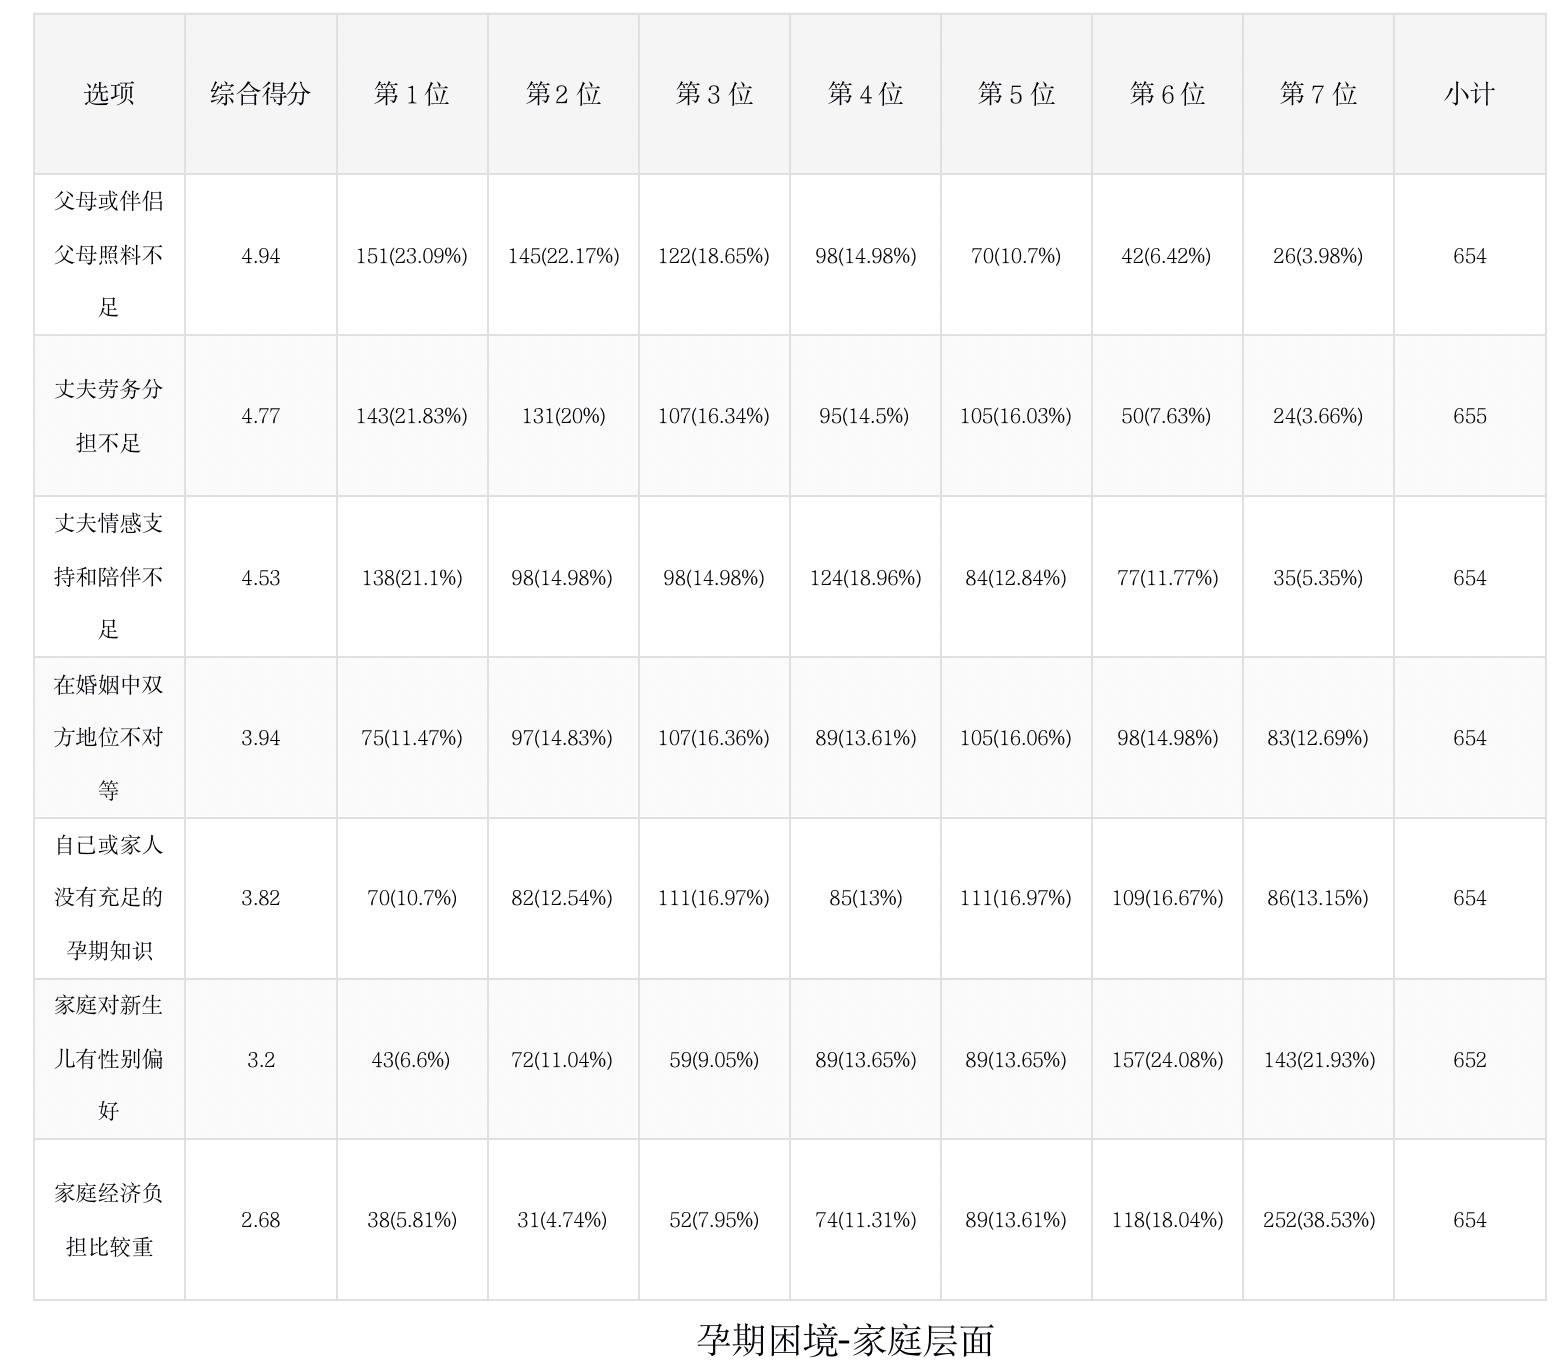 选项 综合得分 第 1 位 第 2 位 第 3 位 第 4 位 第 5 位 第 6 位 第 7 位 小计
父母或伴侣
父母照料不
足
4.94 151(23.09%) 145(22.17%) 122(18.65%) 98(14.98%) 70(10.7%) 42(6.42%) 26(3.98%) 654
丈夫劳务分
担不足
4.77 143(21.83%) 131(20%) 107(16.34%) 95(14.5%) 105(16.03%) 50(7.63%) 24(3.66%) 655
丈夫情感支
持和陪伴不
足
4.53 138(21.1%) 98(14.98%) 98(14.98%) 124(18.96%) 84(12.84%) 77(11.77%) 35(5.35%) 654
在婚姻中双
方地位不对
等
3.94 75(11.47%) 97(14.83%) 107(16.36%) 89(13.61%) 105(16.06%) 98(14.98%) 83(12.69%) 654
自己或家人
没有充足的
孕期知识
3.82 70(10.7%) 82(12.54%) 111(16.97%) 85(13%) 111(16.97%) 109(16.67%) 86(13.15%) 654
家庭对新生
儿有性别偏
好
3.2 43(6.6%) 72(11.04%) 59(9.05%) 89(13.65%) 89(13.65%) 157(24.08%) 143(21.93%) 652
家庭经济负
担比较重
2.68 38(5.81%) 31(4.74%) 52(7.95%) 74(11.31%) 89(13.61%) 118(18.04%) 252(38.53%) 654
孕期困境-家庭层面